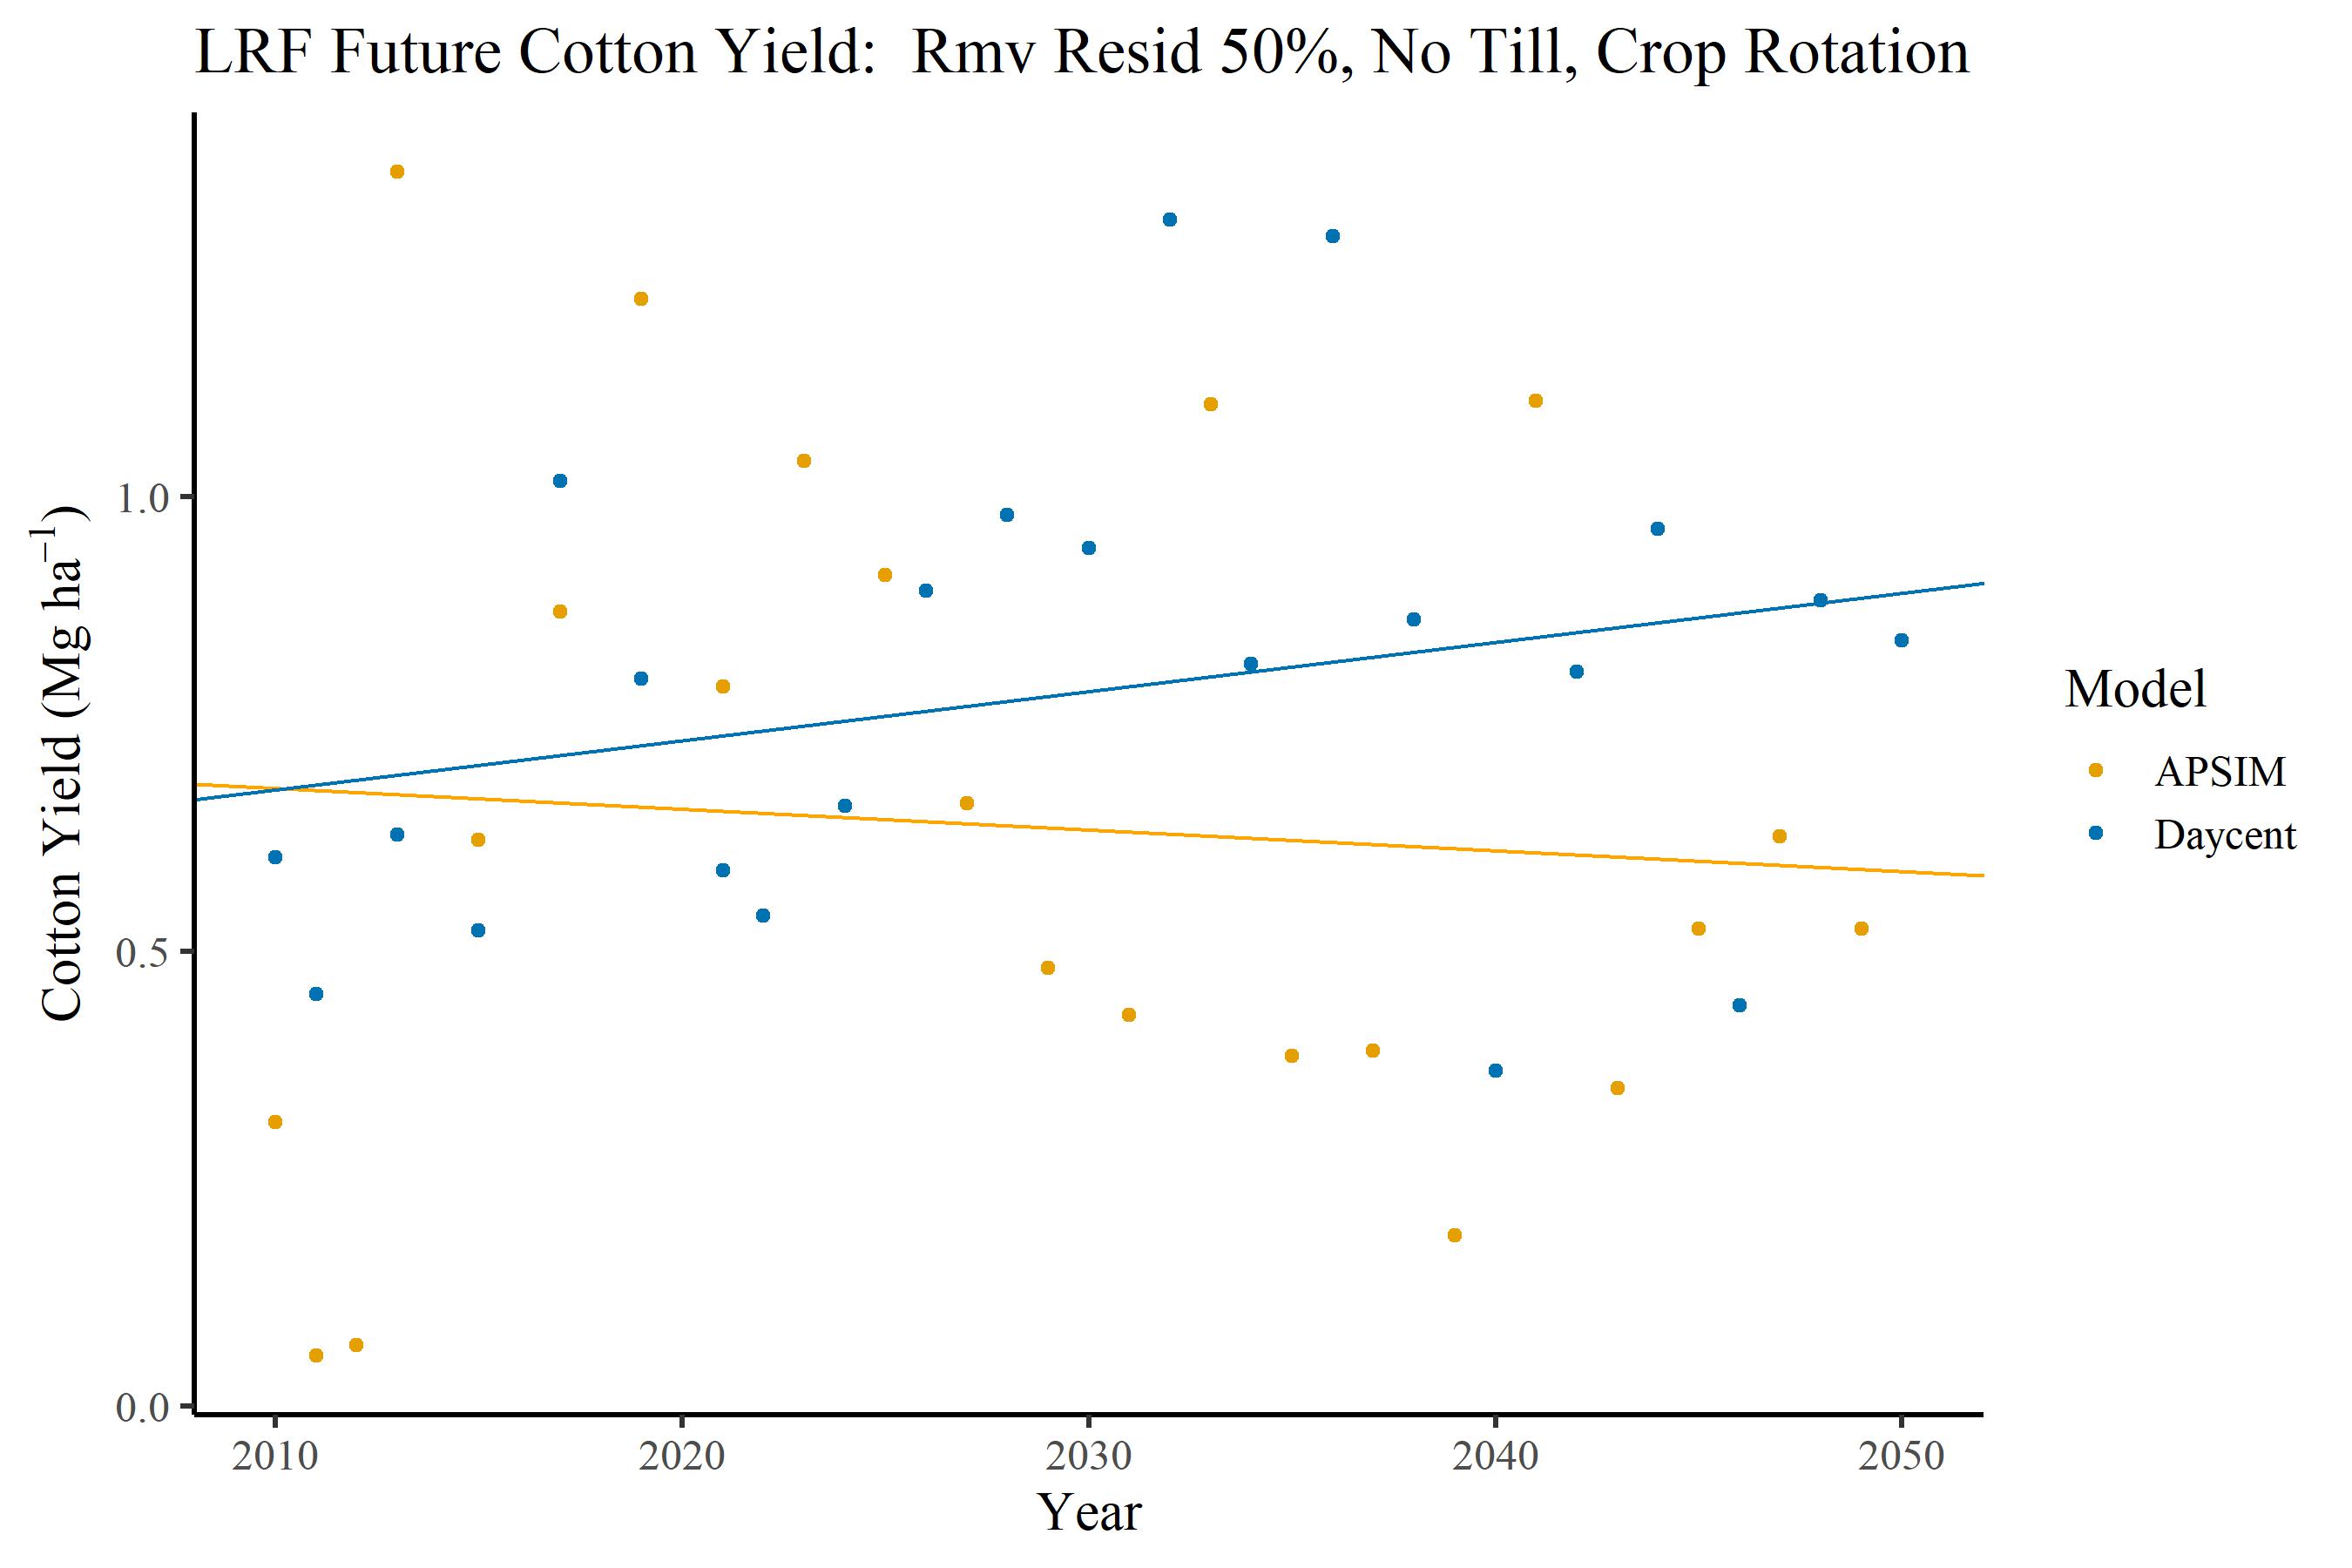 LRF Future Cotton Yield:  Rmv Resid 50%, No Till, Crop Rotation
Cotton Yield (Mg ha⁻¹)
1.0
0.5
0.0
2010
2020
2030
2040
2050
Year
Model
APSIM
Daycent